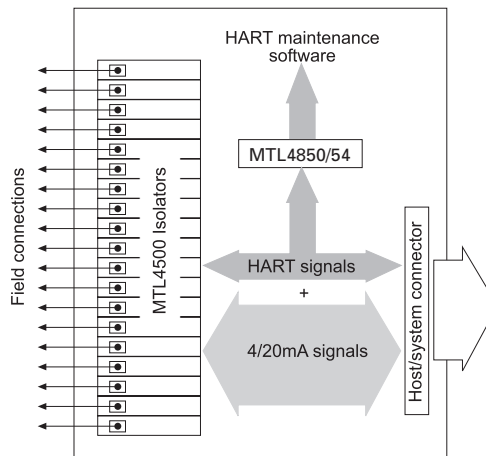 HART maintenance
software
MTL4850/54
Field connections
MTL4500 Isolators
HART signals
+
4/20mA signals
Host/system connector